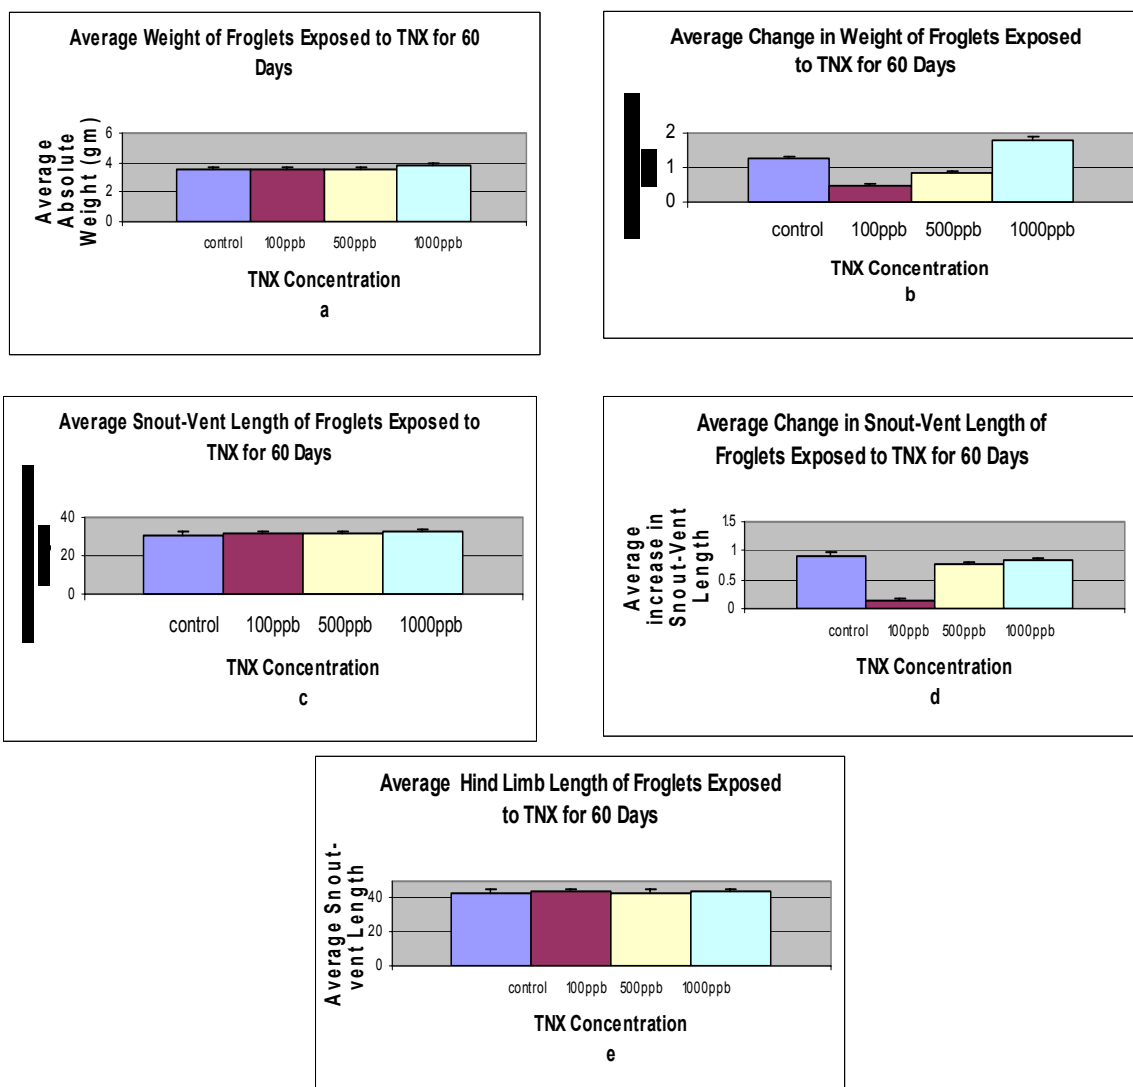 Average Weight of Froglets Exposed to TNX for 60
Days
Average
Absolute
Weight (gm)
6
4
2
0
control 100ppb 500ppb 1000ppb
TNX Concentration
a
Average Change in Weight of Froglets Exposed
to TNX for 60 Days
2
1
0
control 100ppb 500ppb 1000ppb
TNX Concentration
b
Average Snout-Vent Length of Froglets Exposed to
TNX for 60 Days
40
20
0
control 100ppb 500ppb 1000ppb
TNX Concentration
c
Average Change in Snout-Vent Length of
Froglets Exposed to TNX for 60 Days
Average
increase in
Snout-Vent
Length
1.5
1
0.5
0
control 100ppb 500ppb 1000ppb
TNX Concentration
d
Average Hind Limb Length of Froglets Exposed
to TNX for 60 Days
Average Snout-
vent Length
40
20
0
control 100ppb 500ppb 1000ppb
TNX Concentration
e